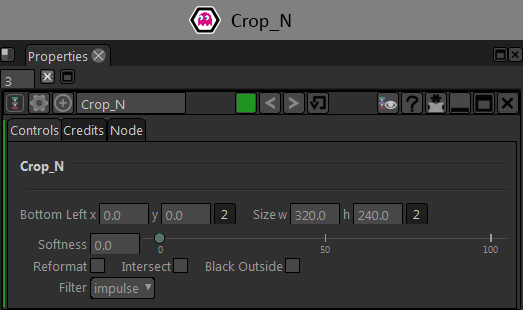 Crop_N
Properties
3
Crop_N
Controls Credits Node
Crop_N
Bottom Left x 0.0 y 0.0 2 Size w 320.0 h 240.0 2
Softness 0.0 0 50 100
Reformat Intersect Black Outside
Filter impulse